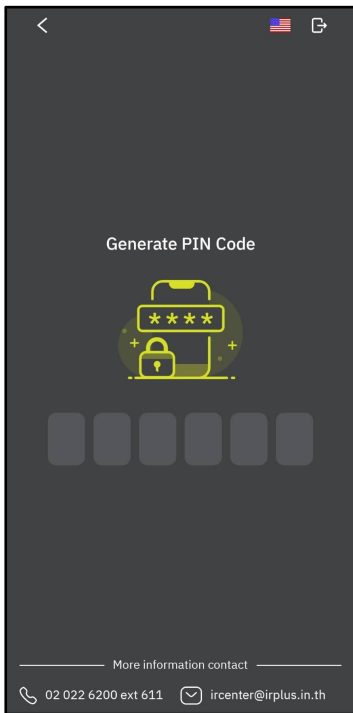 Generate PIN Code
****
More information contact
02 022 6200 ext 611 ircenter@irplus.in.th